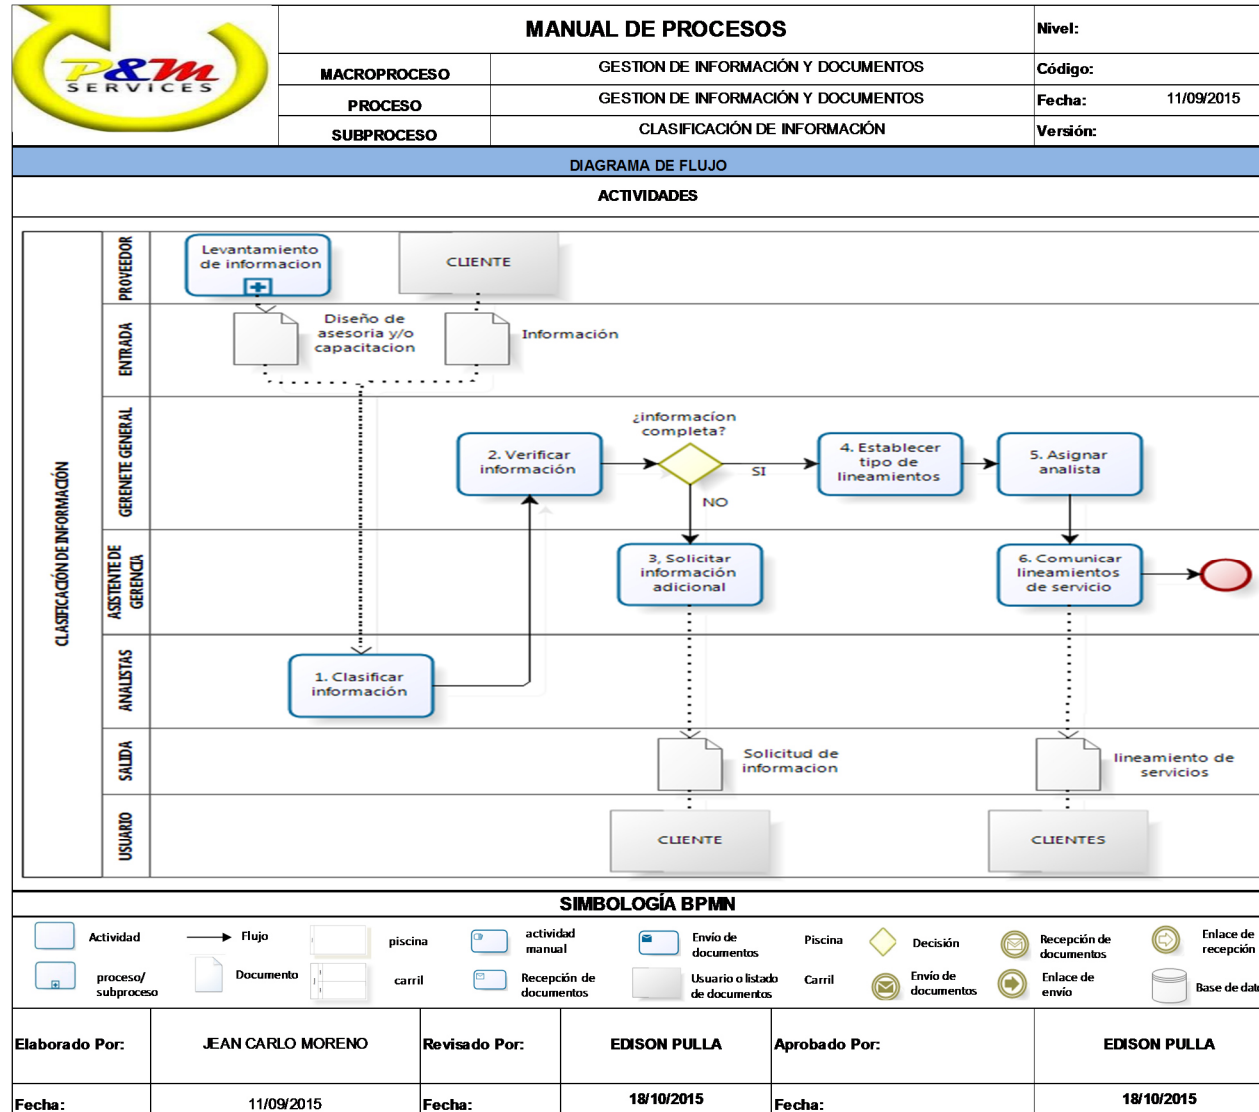 P&M
SERVICES
MANUAL DE PROCESOS
Nivel:
MACROPROCESO
GESTION DE INFORMACIÓN Y DOCUMENTOS
Código:
PROCESO
GESTION DE INFORMACIÓN Y DOCUMENTOS
Fecha:
11/09/2015
SUBPROCESO
CLASIFICACIÓN DE INFORMACIÓN
Versión:
DIAGRAMA DE FLUJO
ACTIVIDADES
CLASIFICACIÓN DE INFORMACIÓN
PROVEEDOR
Levantamiento
de informacion
CLIENTE
ENTRADA
Diseño de
asesoria y/o
capacitacion
Información
GERENETE GENERAL
2. Verificar
información
¿informacíon
completa?
SI
NO
4. Establecer
tipo de
lineamientos
5. Asignar
analista
ASISTENTE DE
GERENCIA
3, Solicitar
información
adicional
6. Comunicar
lineamientos
de servicio
ANALISTAS
1. Clasificar
información
SALIDA
Solicitud de
informacion
lineamiento de
servicios
USUARIO
CLIENTE
CLIENTES
SIMBOLOGÍA BPMN
Actividad
Flujo
piscina
actividad
manual
Envío de
documentos
Piscina
Decisión
Recepción de
documentos
Enlace de
recepción
proceso/
subproceso
Documento
carril
Recepción de
documentos
Usuario o listado
de documentos
Carril
Envío de
documentos
Enlace de
envío
Base de dato
Elaborado Por:
JEAN CARLO MORENO
Revisado Por:
EDISON PULLA
Aprobado Por:
EDISON PULLA
Fecha:
11/09/2015
Fecha:
18/10/2015
Fecha:
18/10/2015